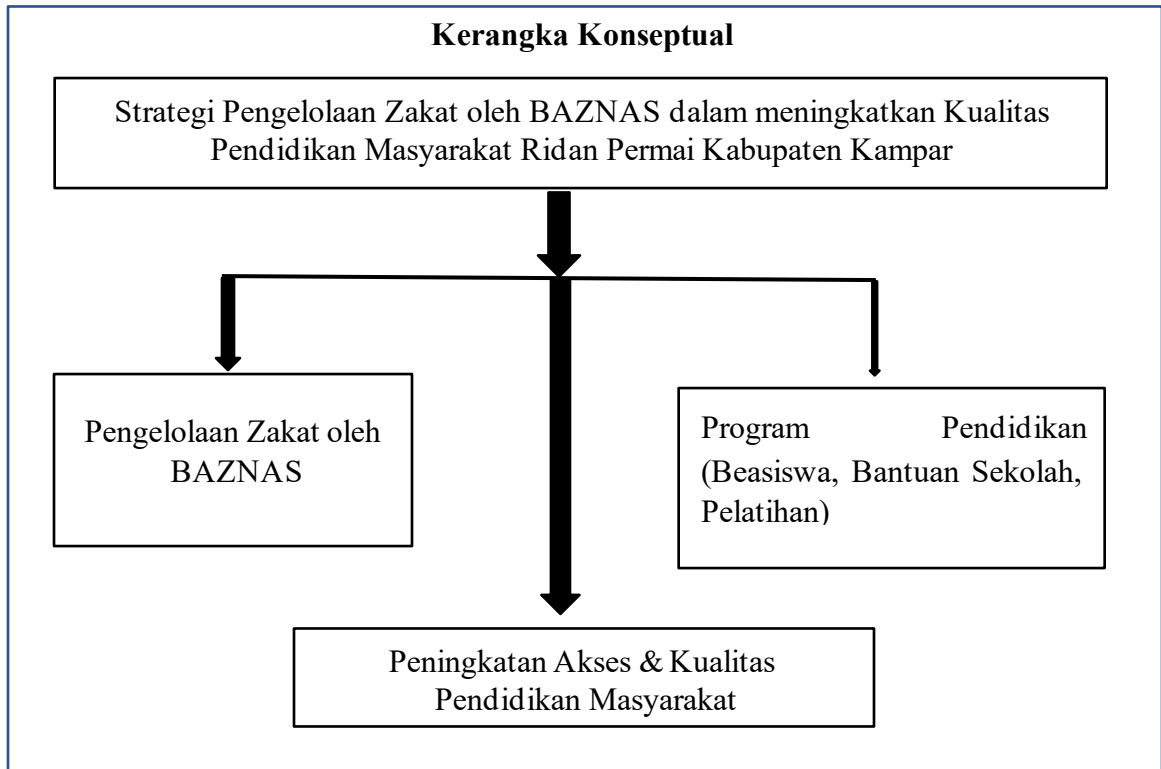 Kerangka Konseptual
Strategi Pengelolaan Zakat oleh BAZNAS dalam meningkatkan Kualitas
Pendidikan Masyarakat Ridan Permai Kabupaten Kampar
Pengelolaan Zakat oleh
BAZNAS
Program Pendidikan
(Beasiswa, Bantuan Sekolah,
Pelatihan)
Peningkatan Akses & Kualitas
Pendidikan Masyarakat